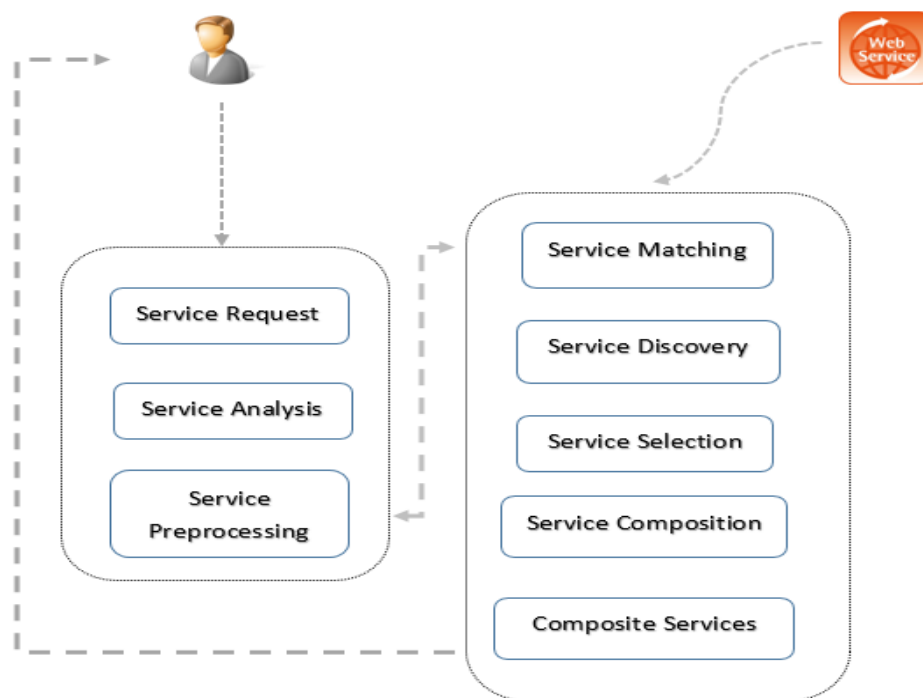 Web
Service
Service Request
Service Analysis
Service
Preprocessing
Service Matching
Service Discovery
Service Selection
Service Composition
Composite Services